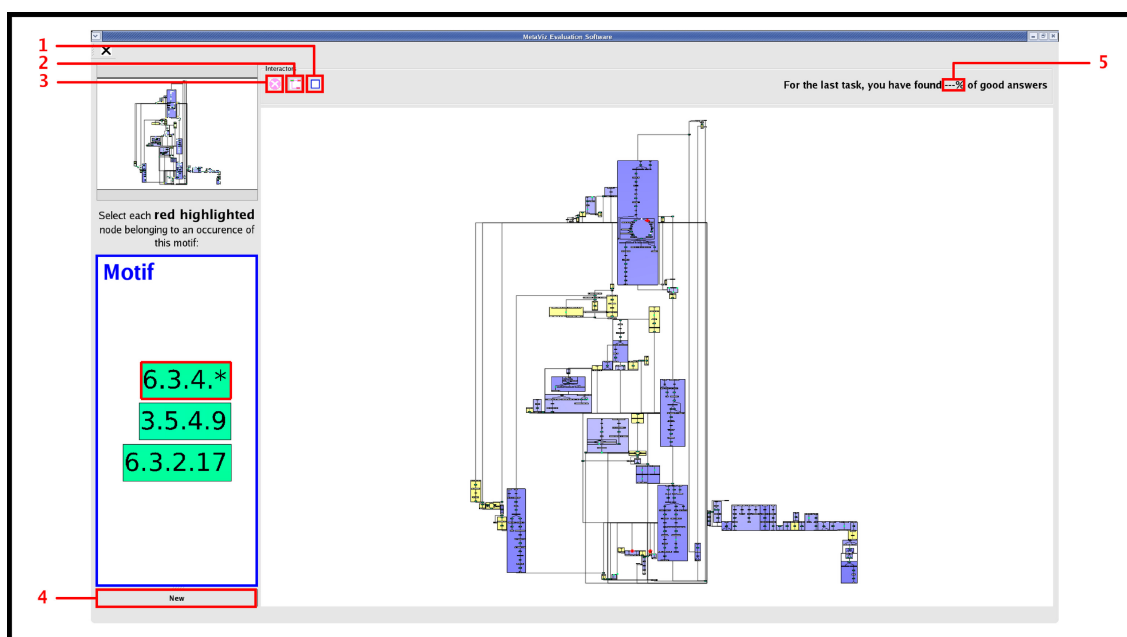 MetaViz Evaluation Software
1
2
3
5
X
Interactors
For the last task, you have found ---% of good answers
Select each red highlighted
node belonging to an occurence of
this motif:
Motif
6.3.4.*
3.5.4.9
6.3.2.17
4
New